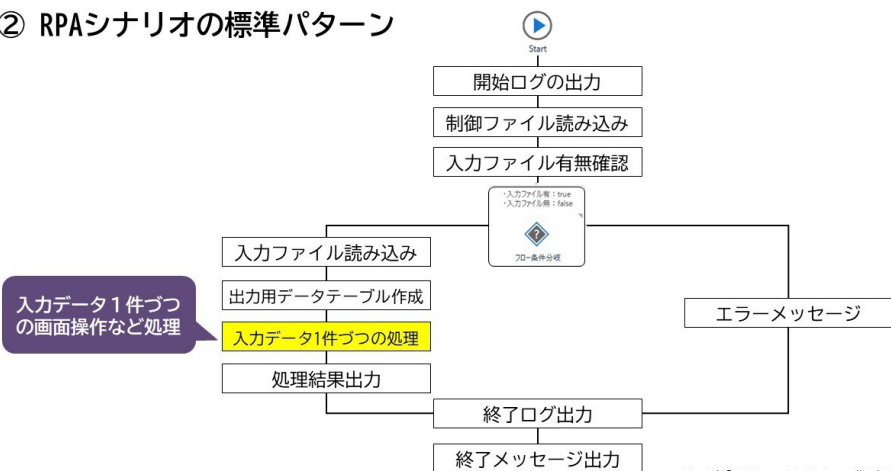 ② RPAシナリオの標準パターン
Start
開始ログの出力
制御ファイル読み込み
入力ファイル有無確認
・入力ファイル有：true
・入力ファイル無：false
フロー条件分岐
入力ファイル読み込み
出力用データテーブル作成
入力データ1件づつの処理
処理結果出力
入力データ１件づつ
の画面操作など処理
エラーメッセージ
終了ログ出力
終了メッセージ出力